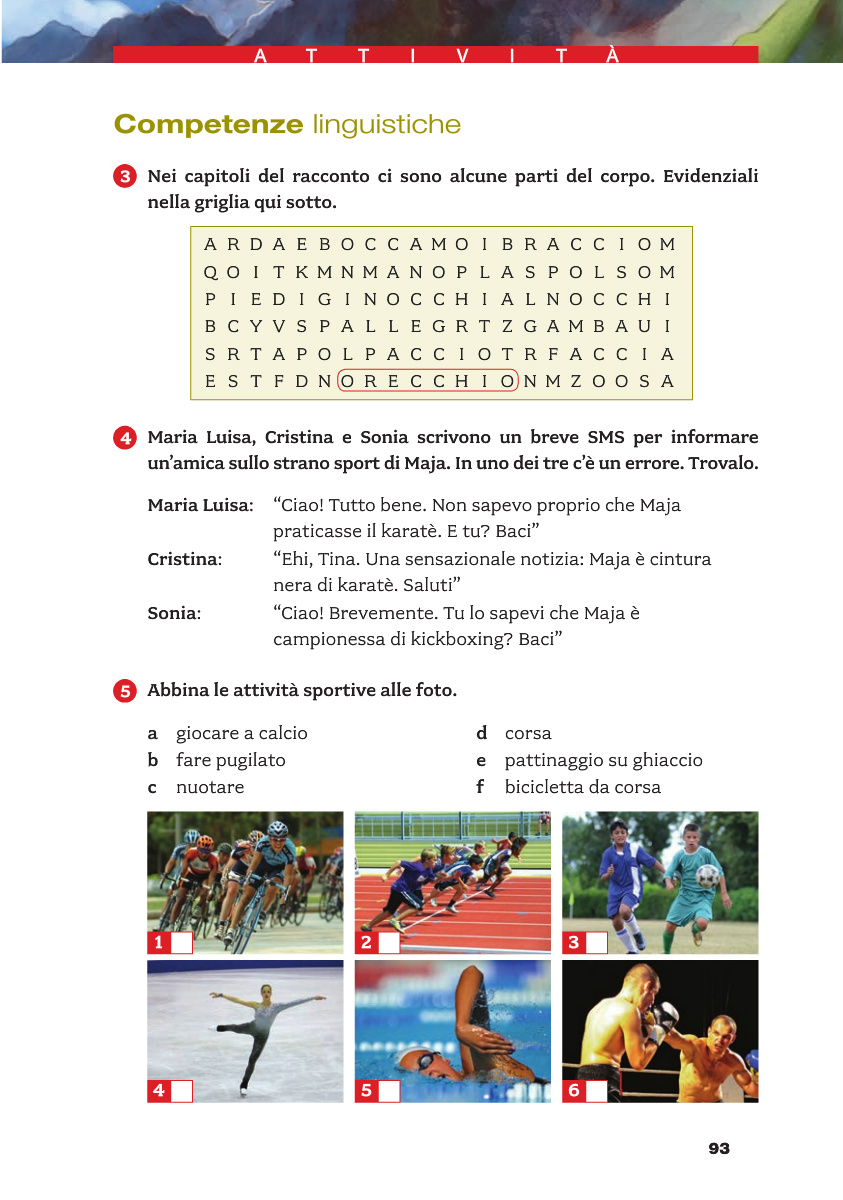 ATTIVITÀ
Competenze linguistiche
3 Nei capitoli del racconto ci sono alcune parti del corpo. Evidenziali
nella griglia qui sotto.
A R D A E B O C C A M O I B R A C C I O M
Q O I T K M N M A N O P L A S P O L S O M
P I E D I G I N O C C H I A L N O C C H I
B C Y V S P A L L E G R T Z G A M B A U I
S R T A P O L P A C C I O T R F A C C I A
E S T F D N O R E C C H I O N M Z O O S A
4 Maria Luisa, Cristina e Sonia scrivono un breve SMS per informare
un’amica sullo strano sport di Maja. In uno dei tre c’è un errore. Trovalo.
Maria Luisa: “Ciao! Tutto bene. Non sapevo proprio che Maja
praticasse il karatè. E tu? Baci”
Cristina: “Ehi, Tina. Una sensazionale notizia: Maja è cintura
nera di karatè. Saluti”
Sonia: “Ciao! Brevemente. Tu lo sapevi che Maja è
campionessa di kickboxing? Baci”
5 Abbina le attività sportive alle foto.
a giocare a calcio
b fare pugilato
c nuotare
d corsa
e pattinaggio su ghiaccio
f bicicletta da corsa
1
2
3
4
5
6
93